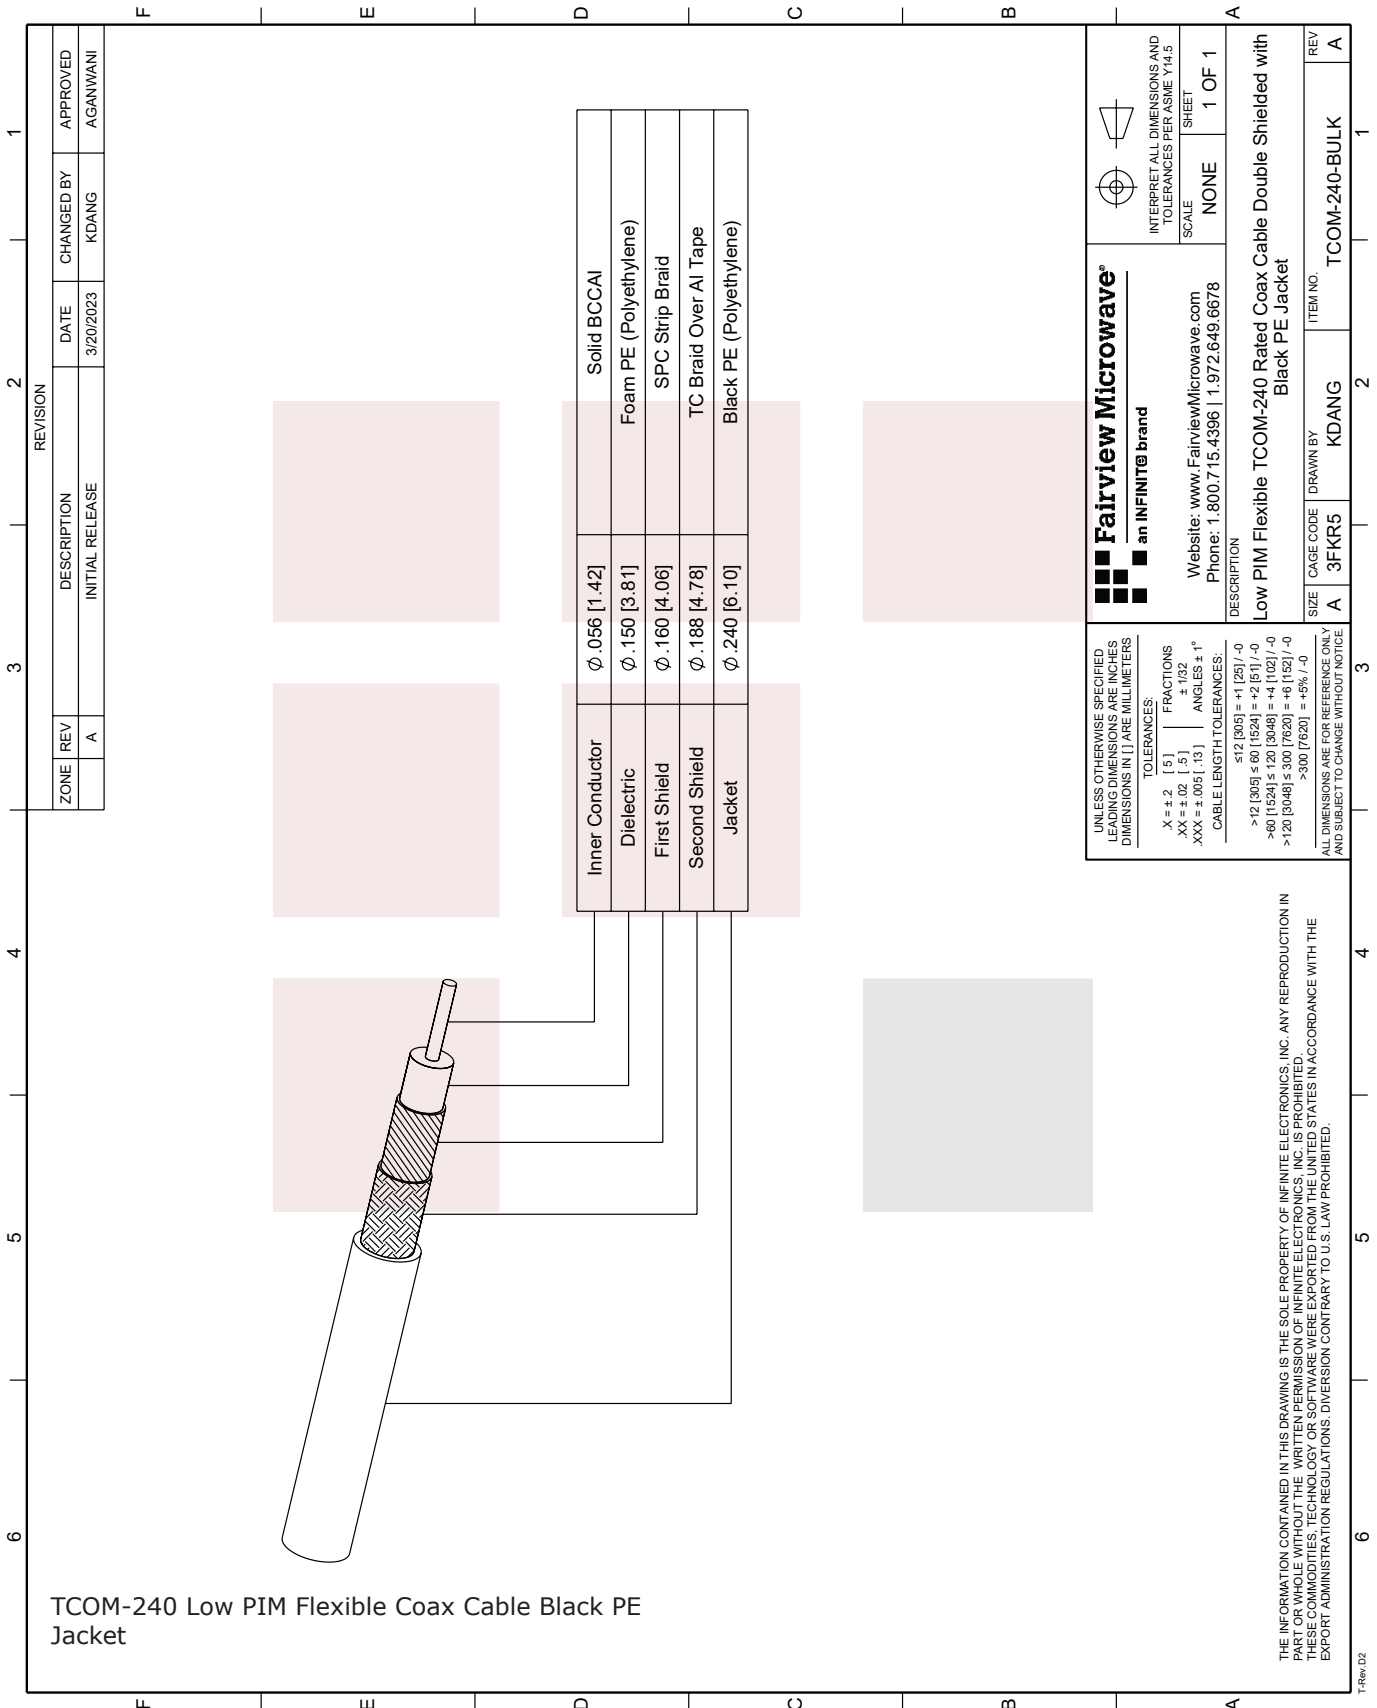 REVISION
ZONE REV DESCRIPTION DATE CHANGED BY APPROVED
A INITIAL RELEASE 3/20/2023 KDANG AGANWANI
6 5 4 3 2 1
F
E
D
C
B
A
Inner Conductor Ø.056 [1.42] Solid BCCAI
Dielectric Ø.150 [3.81] Foam PE (Polyethylene)
First Shield Ø.160 [4.06] SPC Strip Braid
Second Shield Ø.188 [4.78] TC Braid Over Al Tape
Jacket Ø.240 [6.10] Black PE (Polyethylene)
UNLESS OTHERWISE SPECIFIED
LEADING DIMENSIONS ARE INCHES
DIMENSIONS IN [ ] ARE MILLIMETERS
TOLERANCES:
.X = ± .2 [ 5 ] FRACTIONS
.XX = ± .02 [ .5 ] ± 1/32
.XXX = ± .005 [ .13 ] ANGLES ± 1°
CABLE LENGTH TOLERANCES:
≤12 [305] = +1 [25] / -0
>12 [305] ≤ 60 [1524] = +2 [51] / -0
>60 [1524] ≤ 120 [3048] = +4 [102] / -0
>120 [3048] ≤ 300 [7620] = +6 [152] / -0
>300 [7620] = +5% / -0
ALL DIMENSIONS ARE FOR REFERENCE ONLY
AND SUBJECT TO CHANGE WITHOUT NOTICE.
Fairview Microwave®
an INFINIT® brand
Website: www.FairviewMicrowave.com
Phone: 1.800.715.4396 | 1.972.649.6678
INTERPRET ALL DIMENSIONS AND
TOLERANCES PER ASME Y14.5
SCALE SHEET
NONE 1 OF 1
DESCRIPTION
Low PIM Flexible TCOM-240 Rated Coax Cable Double Shielded with
Black PE Jacket
SIZE CAGE CODE DRAWN BY ITEM NO. REV
A 3FKR5 KDANG TCOM-240-BULK A
THE INFORMATION CONTAINED IN THIS DRAWING IS THE SOLE PROPERTY OF INFINITE ELECTRONICS, INC. ANY REPRODUCTION IN
PART OR WHOLE WITHOUT THE WRITTEN PERMISSION OF INFINITE ELECTRONICS, INC. IS PROHIBITED.
THESE COMMODITIES, TECHNOLOGY OR SOFTWARE WERE EXPORTED FROM THE UNITED STATES IN ACCORDANCE WITH THE
EXPORT ADMINISTRATION REGULATIONS. DIVERSION CONTRARY TO U.S. LAW PROHIBITED.
6 5 4 3 2 1
F
E
D
C
B
A
T-Rev.D2
TCOM-240 Low PIM Flexible Coax Cable Black PE
Jacket